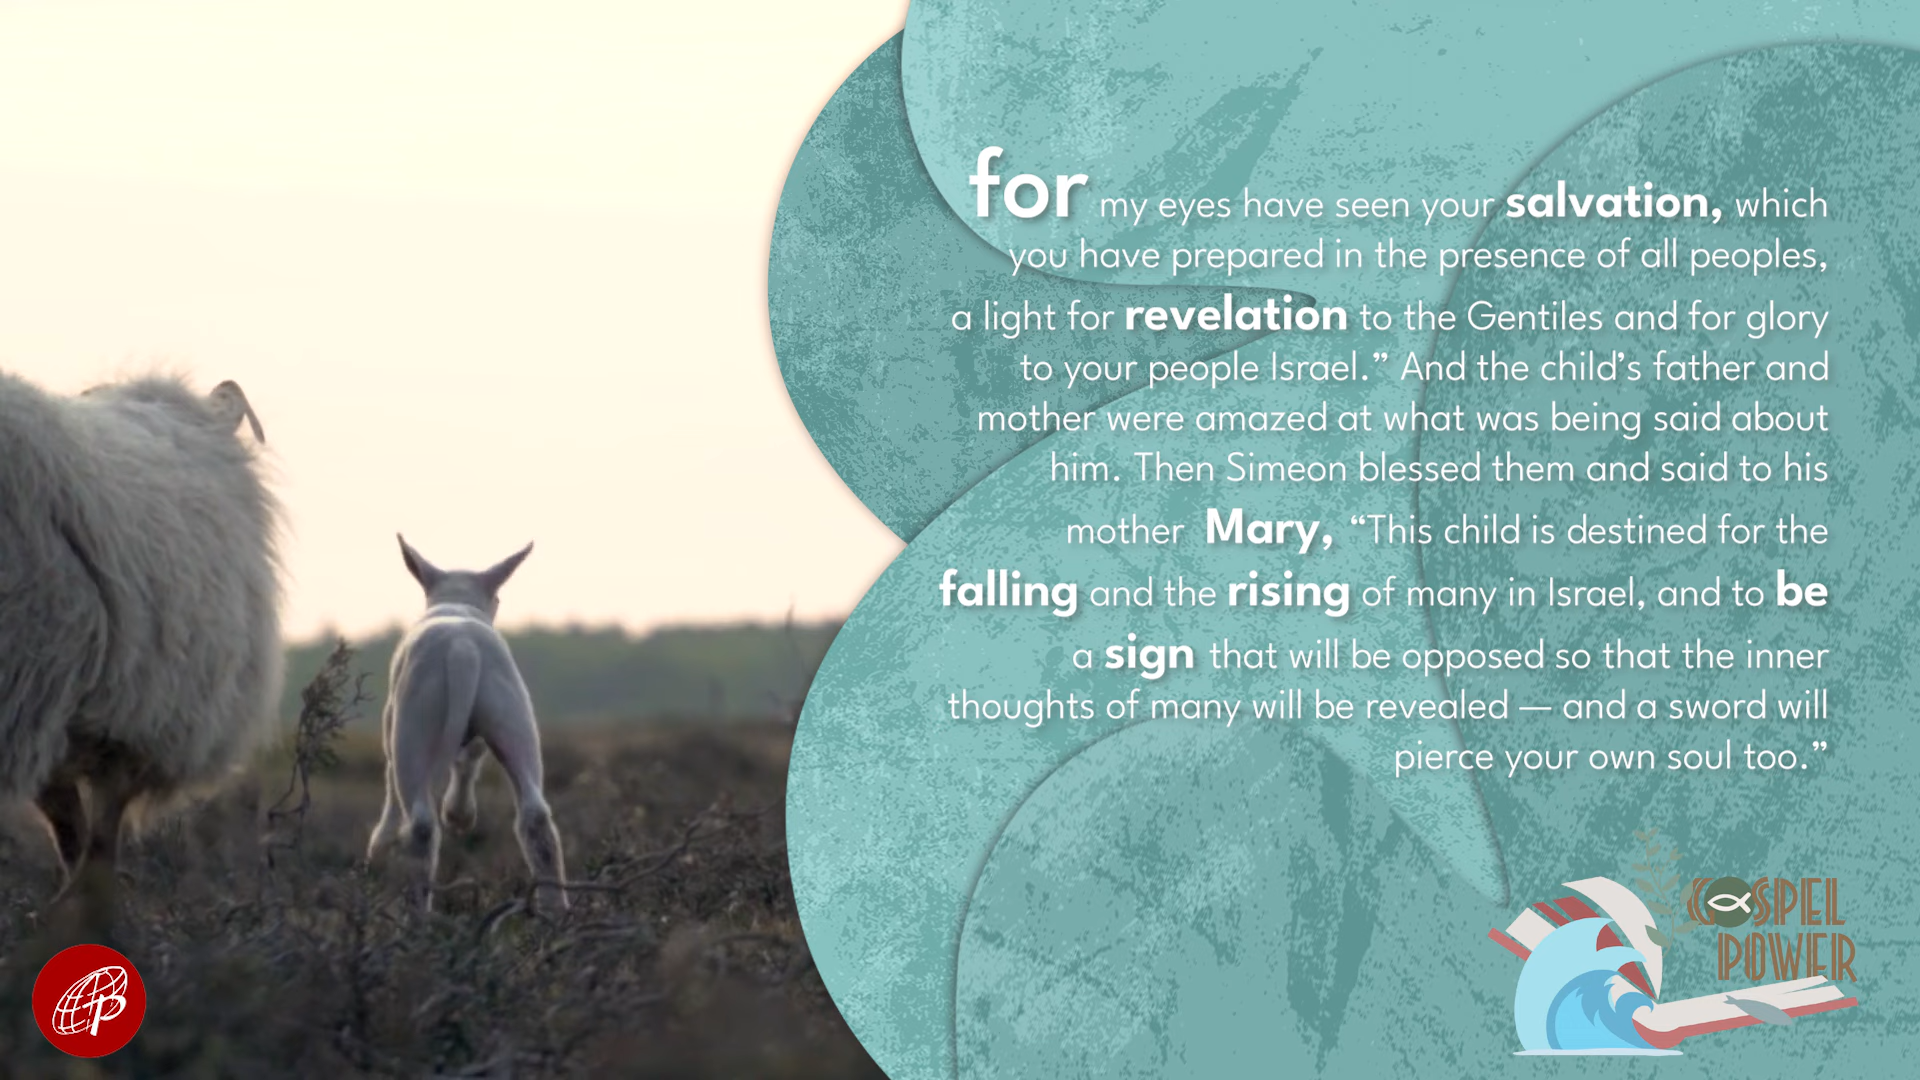 for my eyes have seen your salvation, which
you have prepared in the presence of all peoples,
a light for revelation to the Gentiles and for glory
to your people Israel.” And the child’s father and
mother were amazed at what was being said about
him. Then Simeon blessed them and said to his
mother Mary, “This child is destined for the
falling and the rising of many in Israel, and to be
a sign that will be opposed so that the inner
thoughts of many will be revealed — and a sword will
pierce your own soul too.”
GOSPEL
POWER